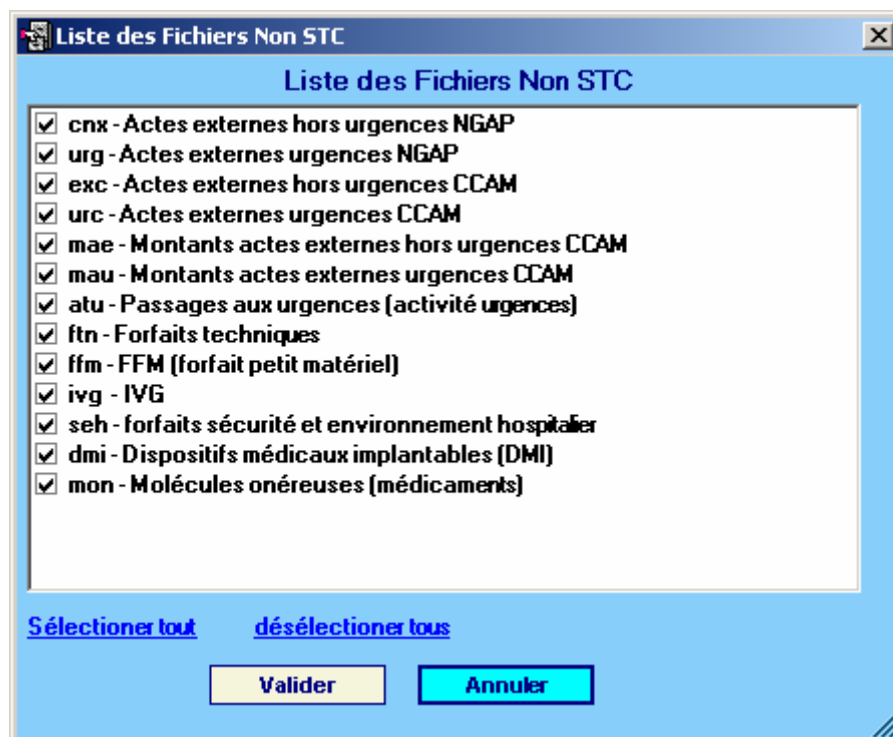 Liste des Fichiers Non STC
Liste des Fichiers Non STC
cnx - Actes externes hors urgences NGAP
urg - Actes externes urgences NGAP
exc - Actes externes hors urgences CCAM
urc - Actes externes urgences CCAM
mae - Montants actes externes hors urgences CCAM
mau - Montants actes externes urgences CCAM
atu - Passages aux urgences (activité urgences)
ftn - Forfaits techniques
ffm - FFM (forfait petit matériel)
ivg - IVG
seh - forfaits sécurité et environnement hospitalier
dmi - Dispositifs médicaux implantables (DMI)
mon - Molécules onéreuses (médicaments)
Sélectioner tout désélectioner tous
Valider Annuler